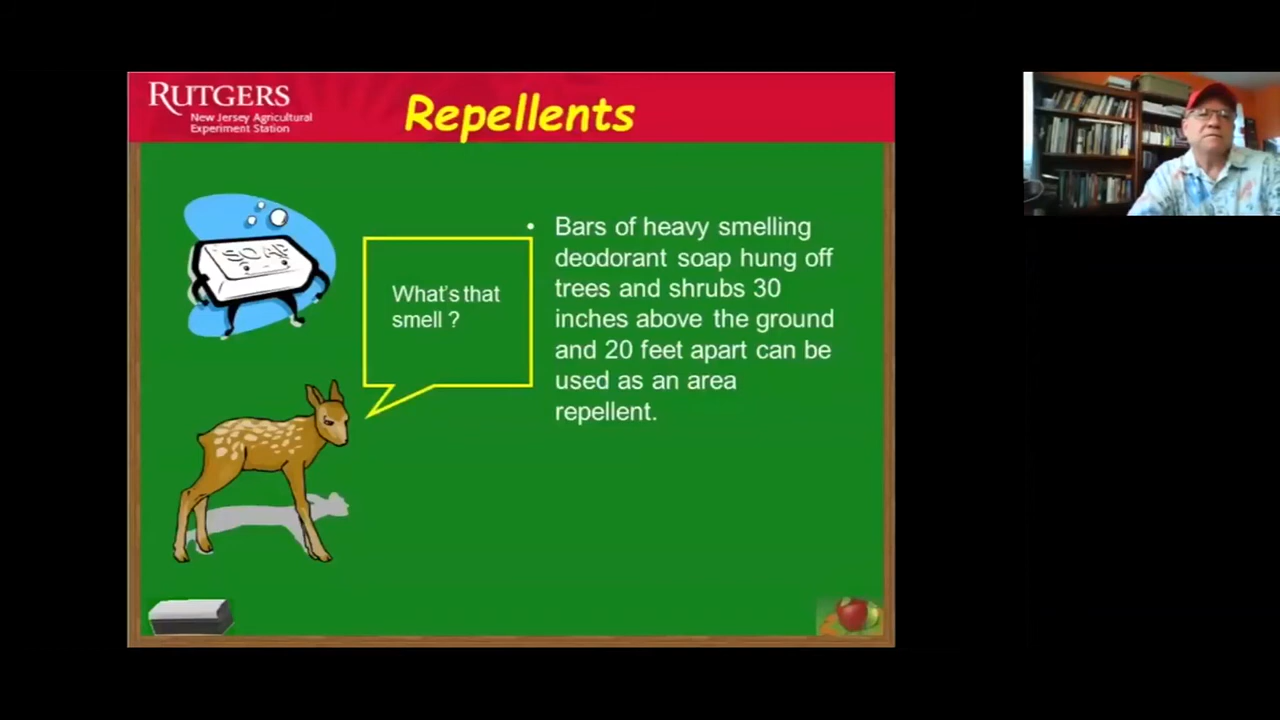 RUTGERS
New Jersey Agricultural
Experiment Station
Repellents
SOAP
What's that
smell ?
• Bars of heavy smelling
deodorant soap hung off
trees and shrubs 30
inches above the ground
and 20 feet apart can be
used as an area
repellent.